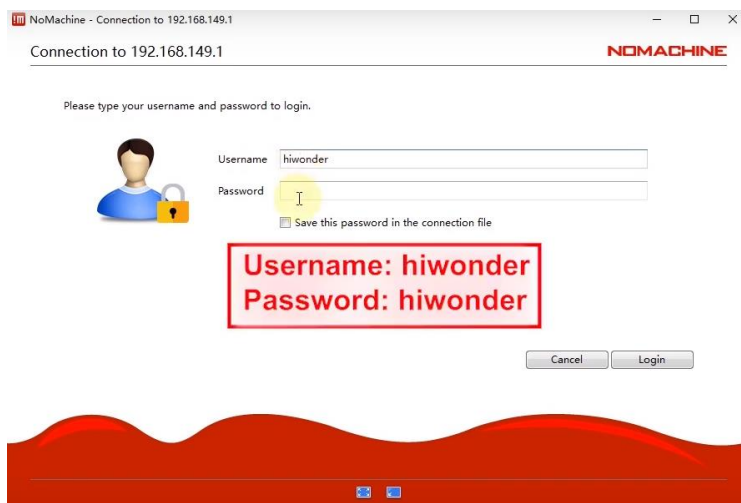 !M NoMachine - Connection to 192.168.149.1
Connection to 192.168.149.1
NOMACHINE
Please type your username and password to login.
Username hiwonder
Password
Save this password in the connection file
Username: hiwonder
Password: hiwonder
Cancel Login